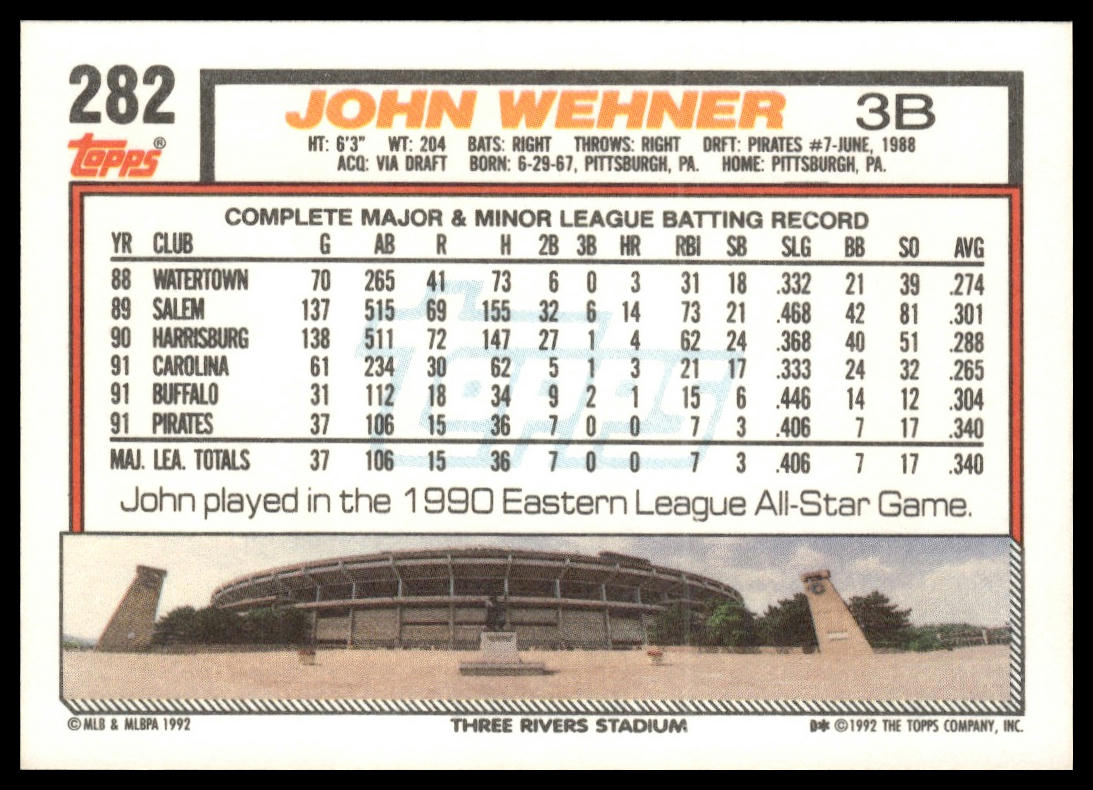 282
Topps®
JOHN WEHNER 3B
HT: 6'3" WT: 204 BATS: RIGHT THROWS: RIGHT DRFT: PIRATES #7-JUNE, 1988
ACQ: VIA DRAFT BORN: 6-29-67, PITTSBURGH, PA. HOME: PITTSBURGH, PA.
COMPLETE MAJOR & MINOR LEAGUE BATTING RECORD
YR CLUB G AB R H 2B 3B HR RBI SB SLG BB SO AVG
88 WATERTOWN 70 265 41 73 6 0 3 31 18 .332 21 39 .274
89 SALEM 137 515 69 155 32 6 14 73 21 .468 42 81 .301
90 HARRISBURG 138 511 72 147 27 1 4 62 24 .368 40 51 .288
91 CAROLINA 61 234 30 62 5 1 3 21 17 .333 24 32 .265
91 BUFFALO 31 112 18 34 9 2 1 15 6 .446 14 12 .304
91 PIRATES 37 106 15 36 7 0 0 7 3 .406 7 17 .340
MAJ. LEA. TOTALS 37 106 15 36 7 0 0 7 3 .406 7 17 .340
Topps
John played in the 1990 Eastern League All-Star Game.
© MLB & MLBPA 1992 THREE RIVERS STADIUM B* © 1992 THE TOPPS COMPANY, INC.